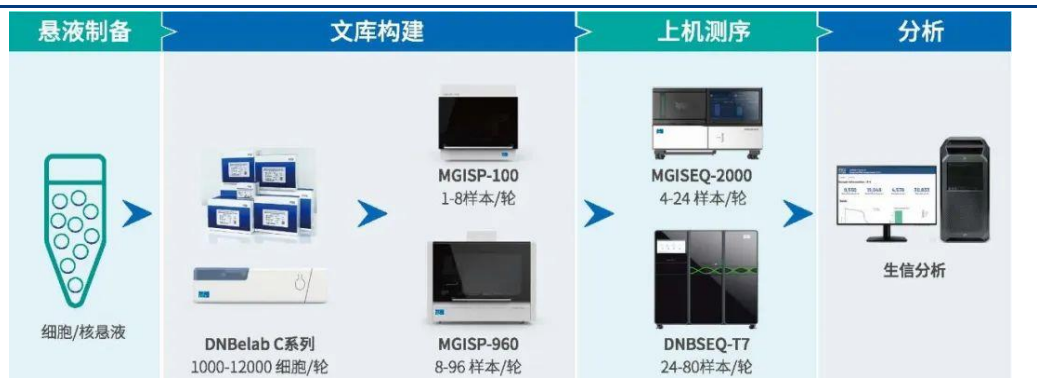 悬液制备
文库构建
上机测序
分析
细胞/核悬液
DNBelab C系列
1000-12000 细胞/轮
MGISP-100
1-8样本/轮
MGISP-960
8-96 样本/轮
MGISEQ-2000
4-24 样本/轮
DNBSEQ-T7
24-80样本/轮
生信分析